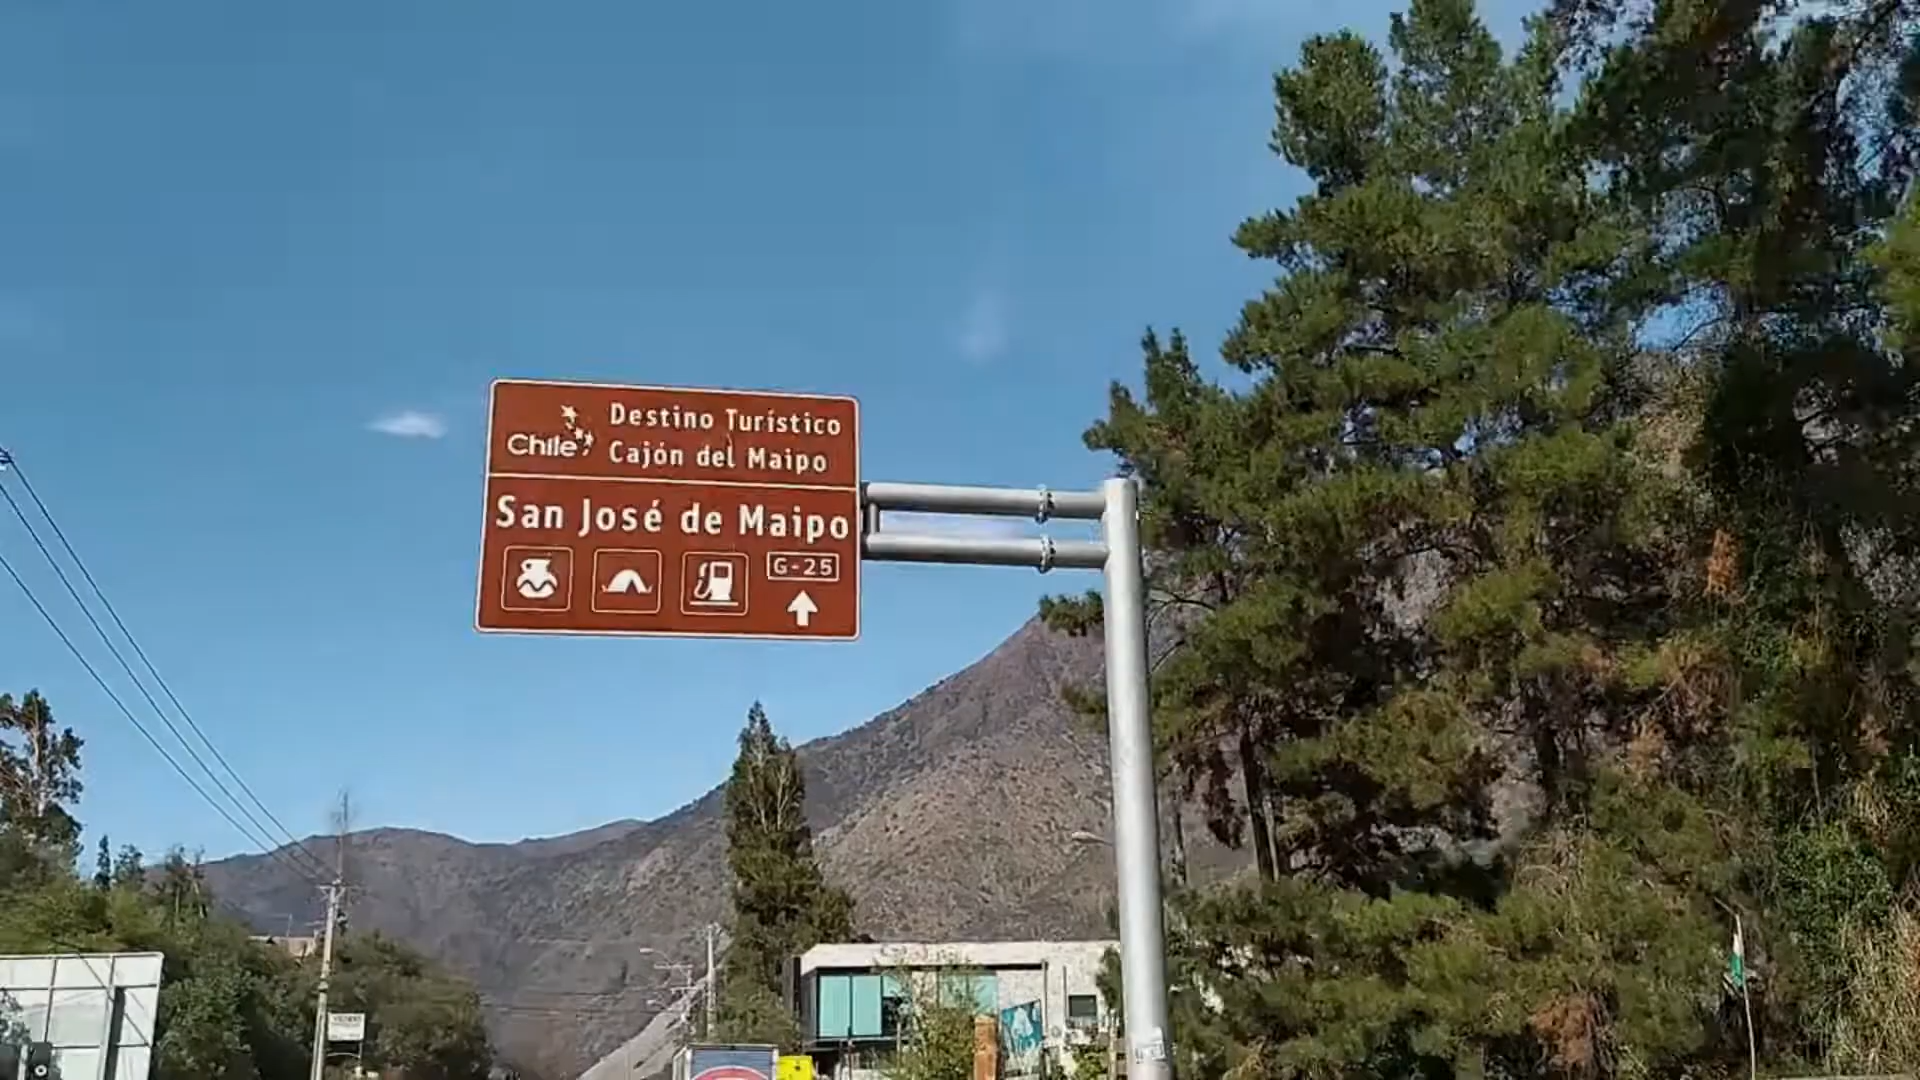 Chile
Destino Turístico
Cajón del Maipo
San José de Maipo
G-25